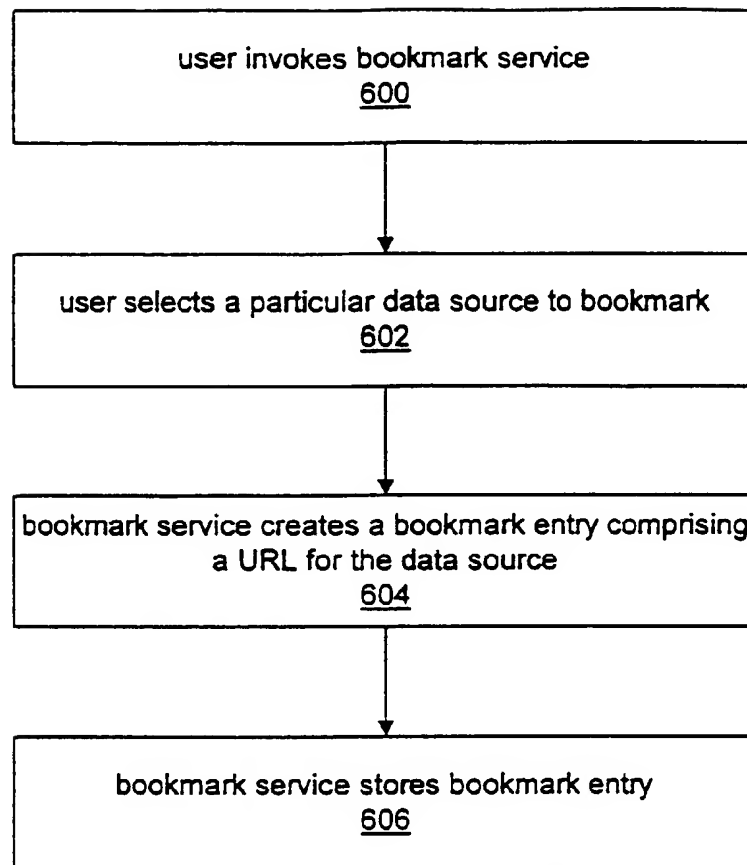 user invokes bookmark service
600
user selects a particular data source to bookmark
602
bookmark service creates a bookmark entry comprising
a URL for the data source
604
bookmark service stores bookmark entry
606